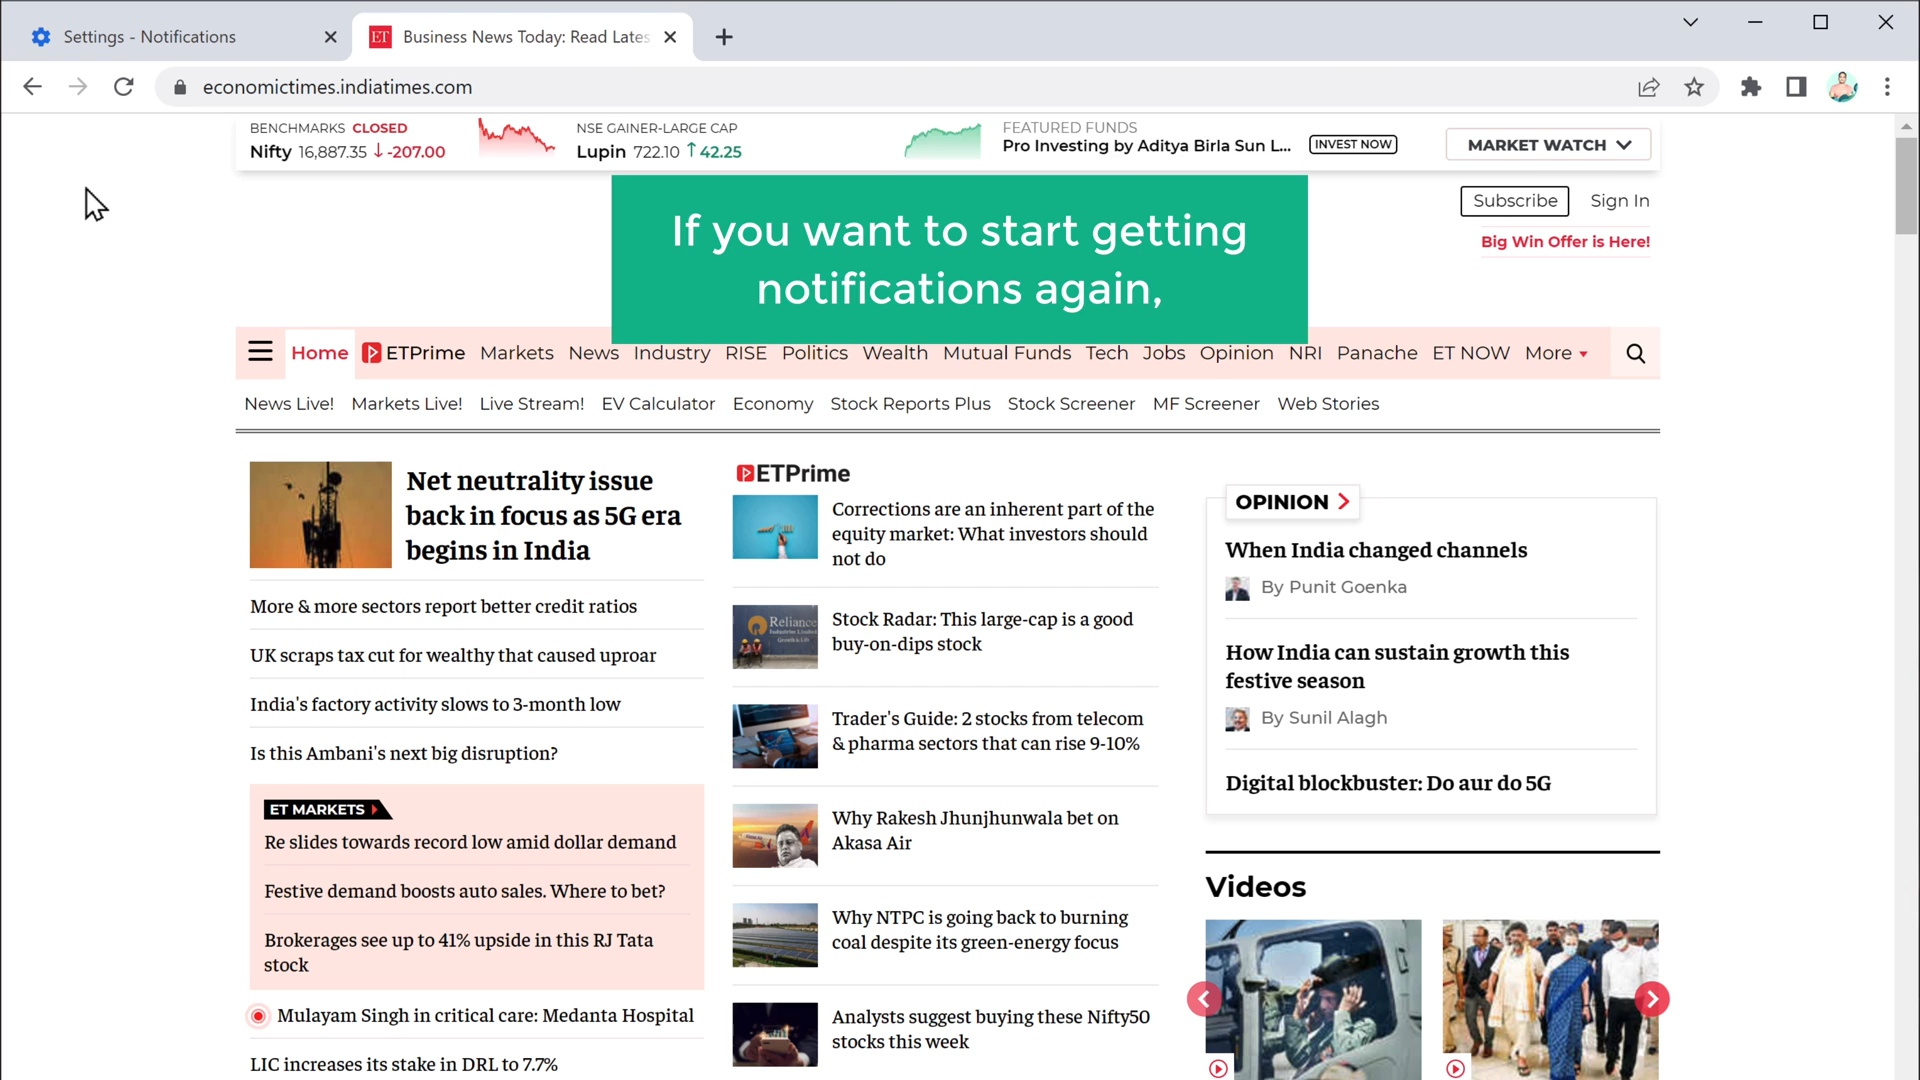 Settings - Notifications
ET Business News Today: Read Lates
economictimes.indiatimes.com
BENCHMARKS CLOSED
Nifty 16,887.35 ↓ -207.00
NSE GAINER-LARGE CAP
Lupin 722.10 ↑ 42.25
FEATURED FUNDS
Pro Investing by Aditya Birla Sun L...
INVEST NOW
MARKET WATCH
Subscribe Sign In
Big Win Offer is Here!
If you want to start getting
notifications again,
Home ETPrime Markets News Industry RISE Politics Wealth Mutual Funds Tech Jobs Opinion NRI Panache ET NOW More
News Live! Markets Live! Live Stream! EV Calculator Economy Stock Reports Plus Stock Screener MF Screener Web Stories
Net neutrality issue
back in focus as 5G era
begins in India
More & more sectors report better credit ratios
UK scraps tax cut for wealthy that caused uproar
India's factory activity slows to 3-month low
Is this Ambani's next big disruption?
ET MARKETS
Re slides towards record low amid dollar demand
Festive demand boosts auto sales. Where to bet?
Brokerages see up to 41% upside in this RJ Tata
stock
Mulayam Singh in critical care: Medanta Hospital
LIC increases its stake in DRL to 7.7%
ETPrime
Corrections are an inherent part of the
equity market: What investors should
not do
Reliance
Industries Limited
Growth is Life
Stock Radar: This large-cap is a good
buy-on-dips stock
Trader's Guide: 2 stocks from telecom
& pharma sectors that can rise 9-10%
Why Rakesh Jhunjhunwala bet on
Akasa Air
Why NTPC is going back to burning
coal despite its green-energy focus
Analysts suggest buying these Nifty50
stocks this week
OPINION
When India changed channels
By Punit Goenka
How India can sustain growth this
festive season
By Sunil Alagh
Digital blockbuster: Do aur do 5G
Videos